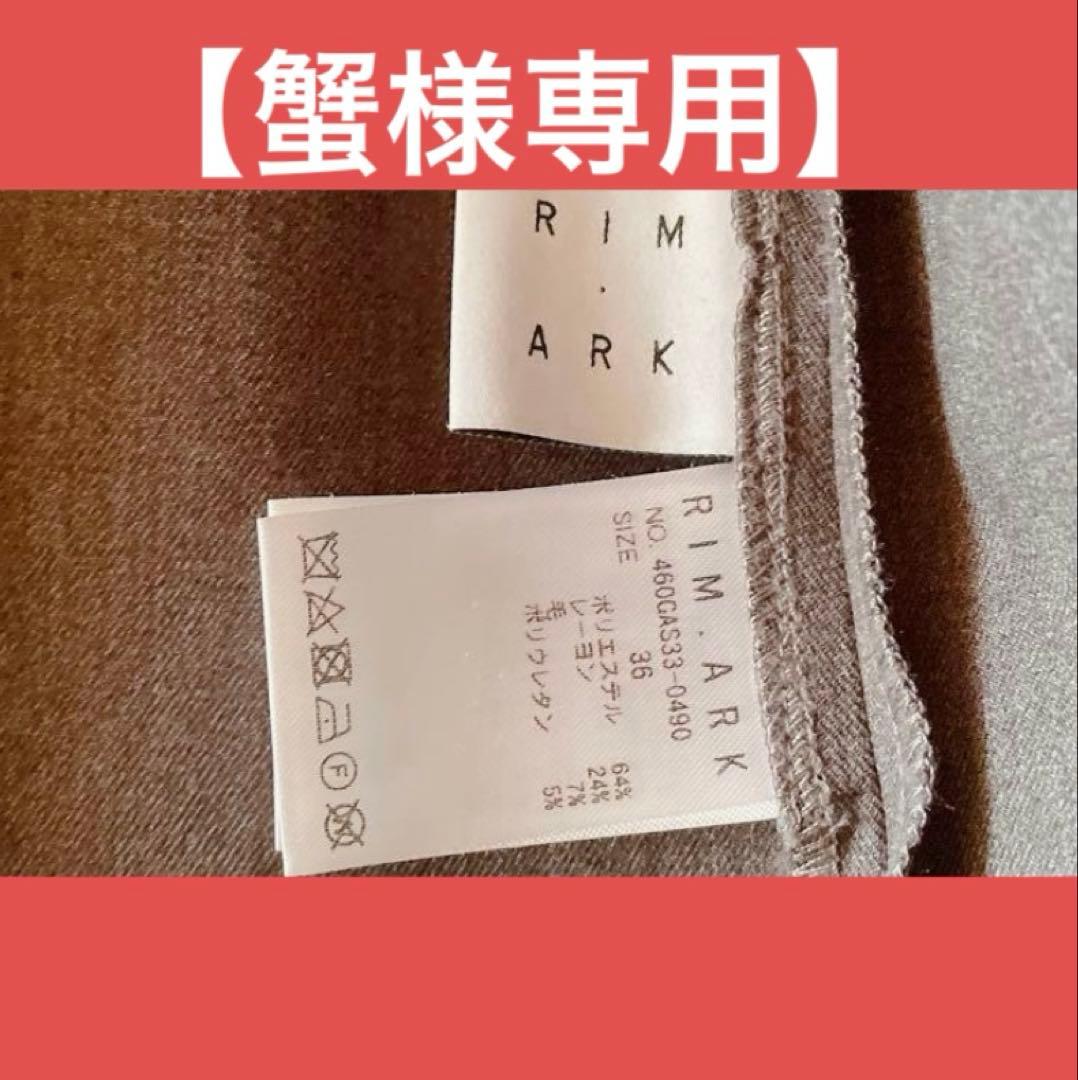 【蟹様専用】
RIM
.
ARK
RIM.ARK
NO. 460GAS33-0490
SIZE 36
ポリエステル 64%
レーヨン 24%
毛 7%
ポリウレタン 5%
F
W